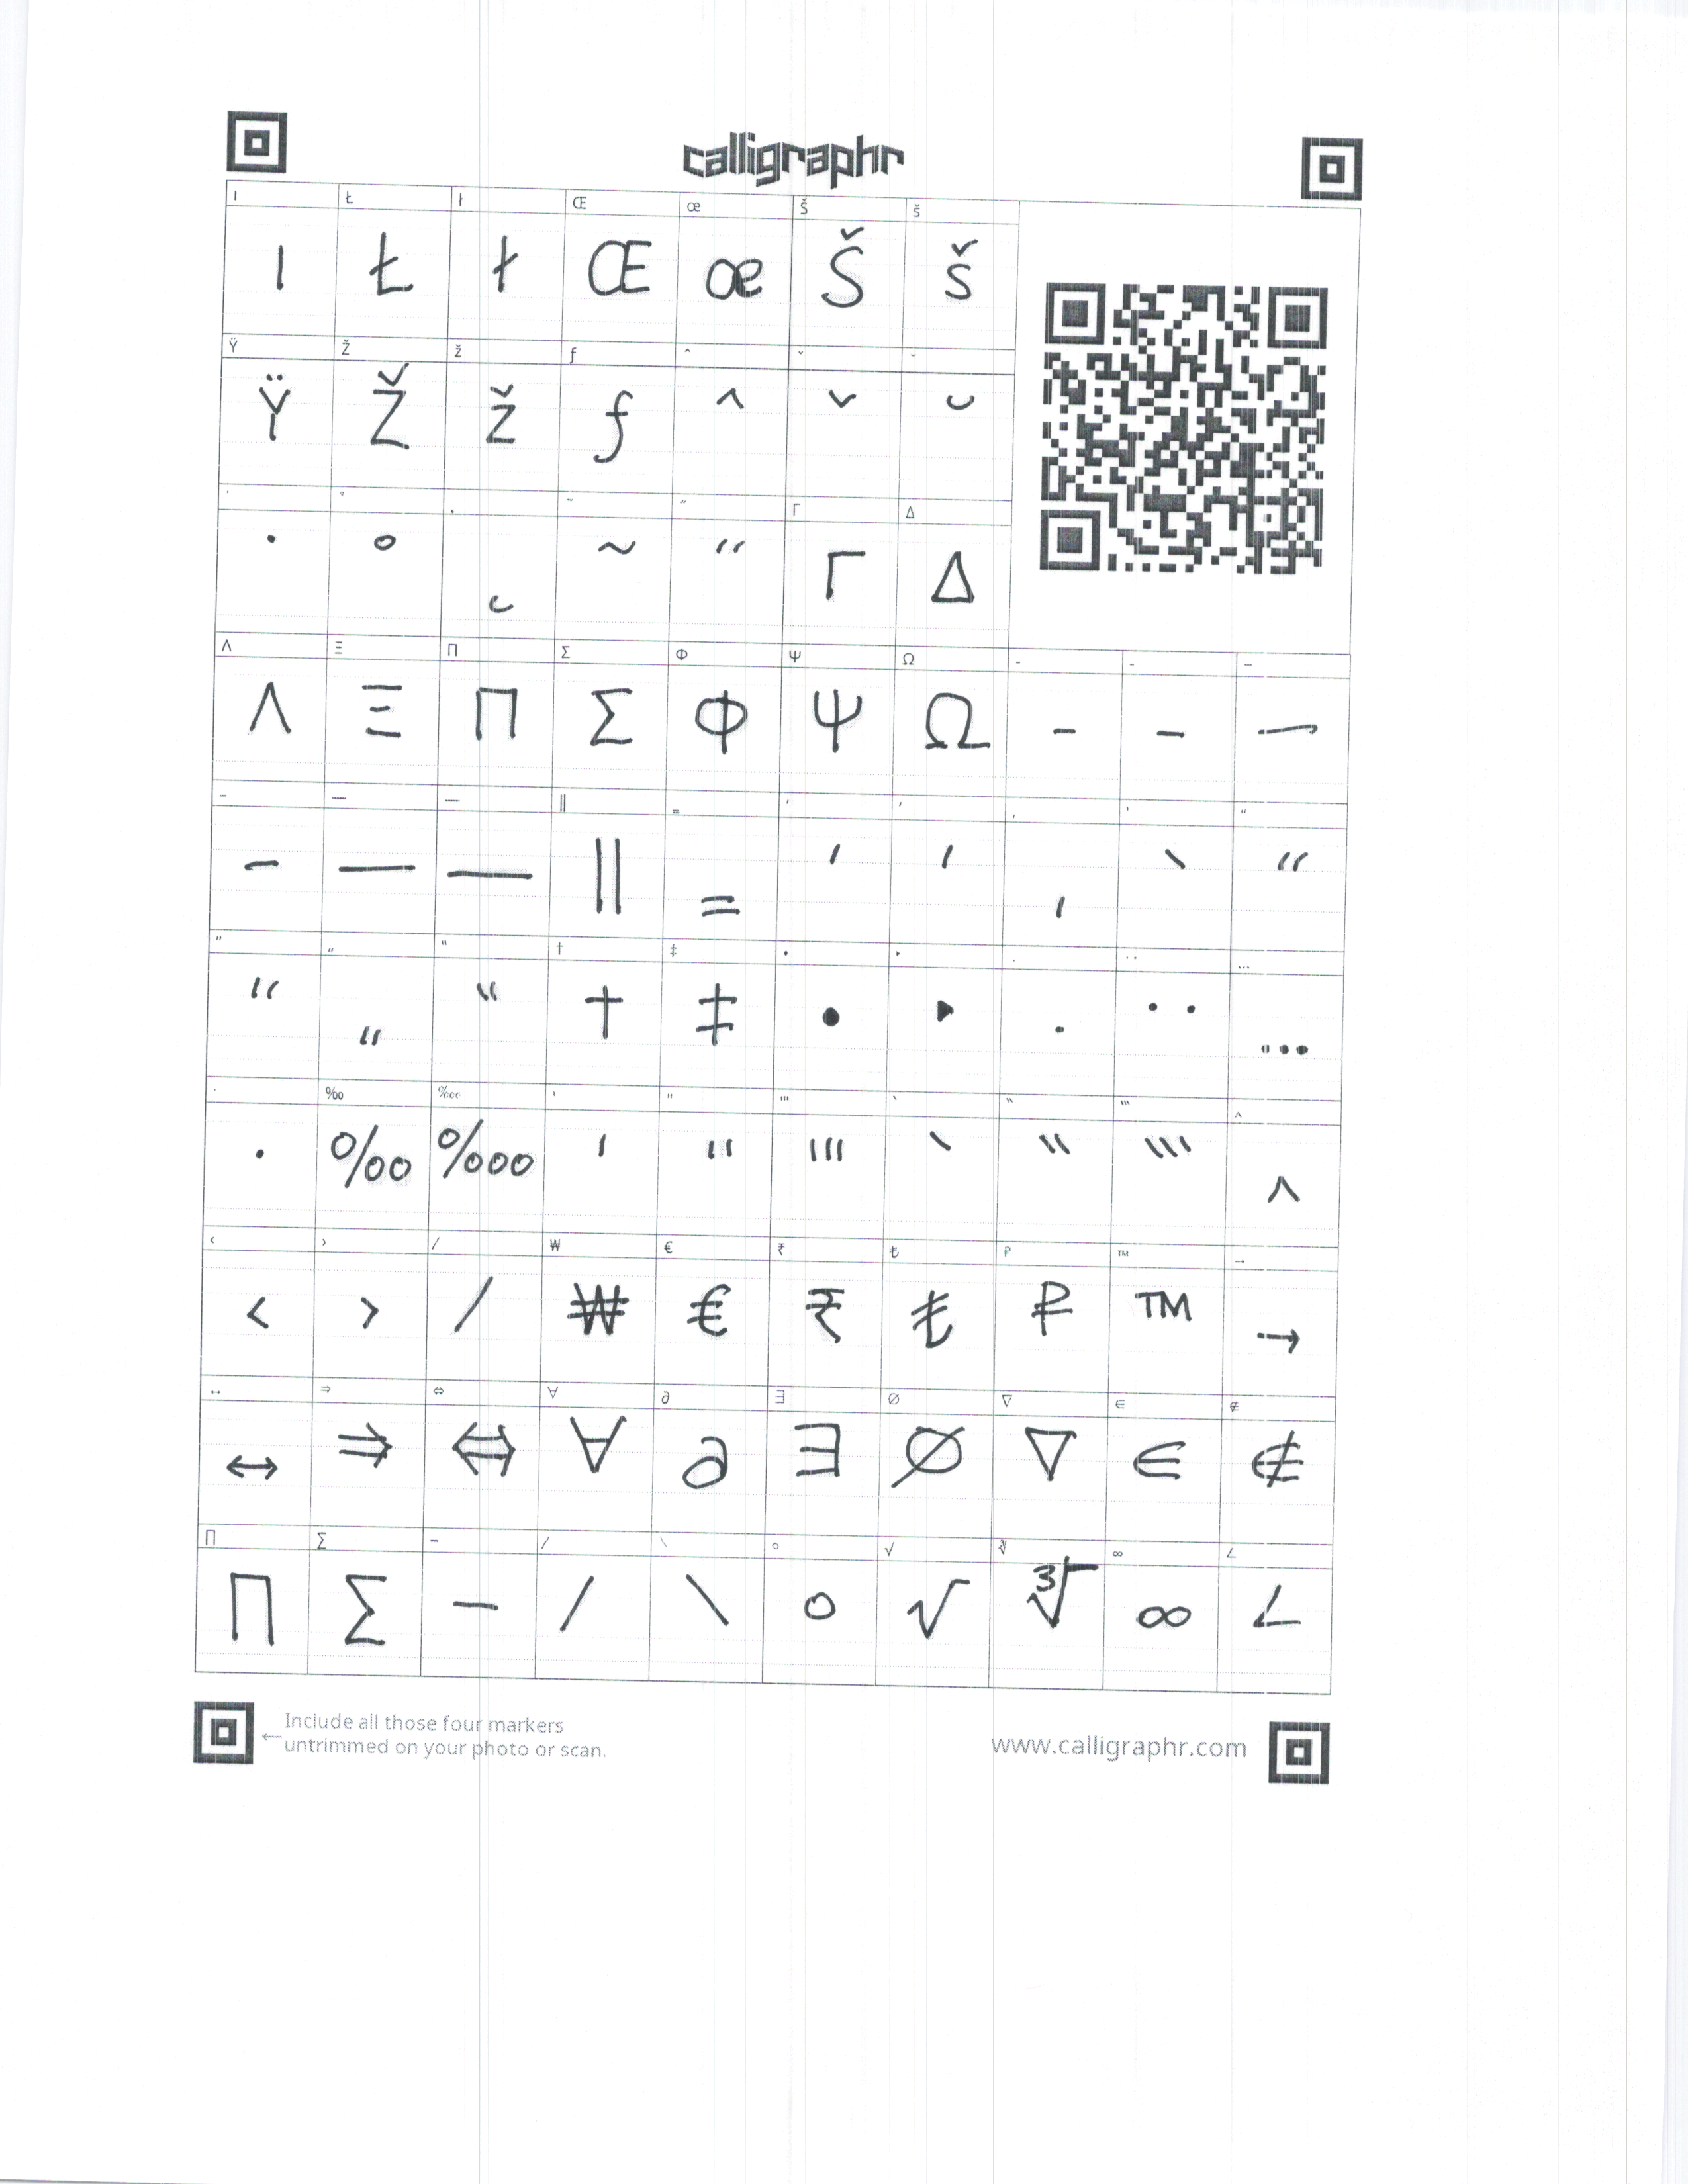 calligraphr
ı Ł ł Œ œ Š š
ı Ł ł Œ œ Š š
Ÿ Ž ž ƒ ˆ ˇ ˘
Ÿ Ž ž ƒ ˆ ˇ ˘
˙ ˚ ˛ ˜ ˝ Γ Δ
˙ ˚ ˛ ˜ ˝ Γ Δ
Λ Ξ Π Σ Φ Ψ Ω ‐ ‑ ‒
Λ Ξ Π Σ Φ Ψ Ω ‐ ‑ ‒
– — ― ‖ ‗ ‘ ’ ‚ ‛ “
– — ― ‖ ‗ ‘ ’ ‚ ‛ “
” „ ‟ † ‡ • ‣ ․ ‥ …
” „ ‟ † ‡ • ‣ ․ ‥ …
‧ ‰ ‱ ′ ″ ‴ ‵ ‶ ‷ ‸
‧ ‰ ‱ ′ ″ ‴ ‵ ‶ ‷ ‸
‹ › ⁄ ₩ € ₹ ₺ ₽ ™ →
‹ › ⁄ ₩ € ₹ ₺ ₽ ™ →
↔ ⇒ ⇔ ∀ ∂ ∃ ∅ ∇ ∈ ∉
↔ ⇒ ⇔ ∀ ∂ ∃ ∅ ∇ ∈ ∉
∏ ∑ − ∕ ∖ ∘ √ ∛ ∞ ∠
∏ ∑ − ∕ ∖ ∘ √ ∛ ∞ ∠
← Include all those four markers
untrimmed on your photo or scan.
www.calligraphr.com